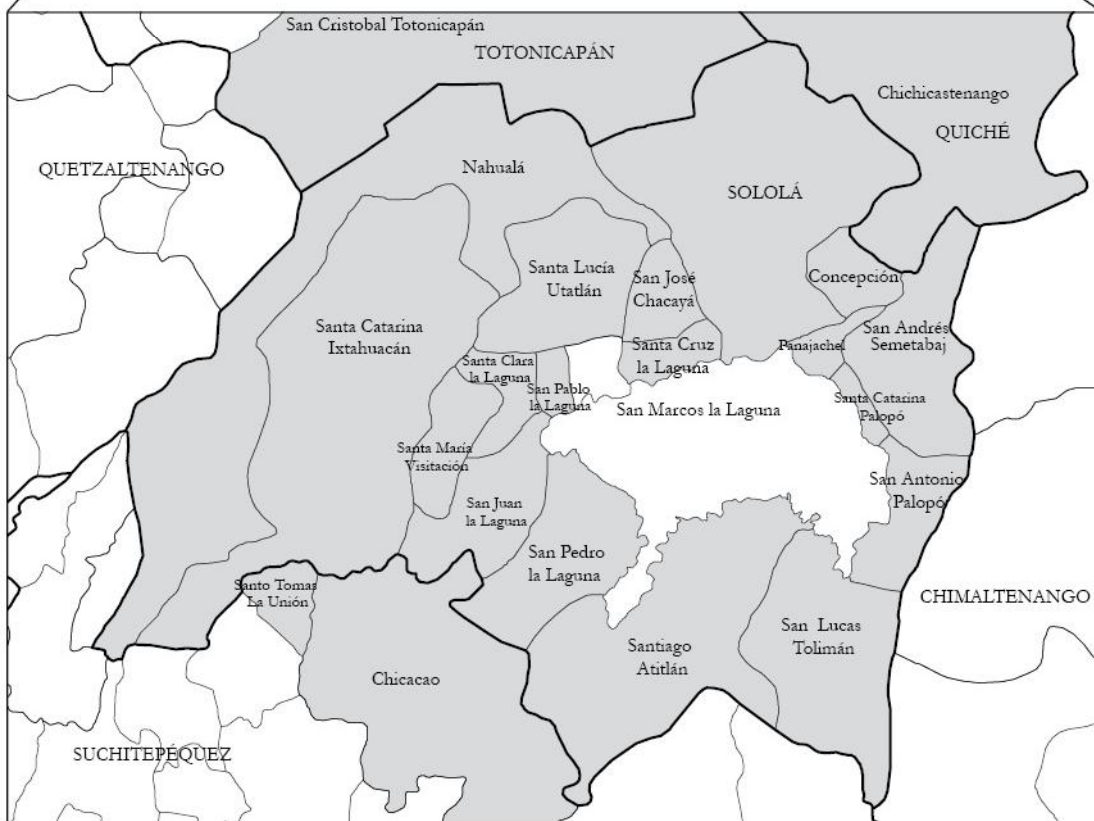 San Cristobal Totonicapán
TOTONICAPÁN
Chichicastenango
QUICHÉ
QUETZALTENANGO
Nahualá
SOLOLÁ
Santa Lucía
Utatlán
San José
Chacayá
Concepción
Santa Catarina
Ixtahuacán
San Andrés
Semetabaj
Santa Cruz
la Laguna
Panajachel
Santa Clara
la Laguna
San Pablo
la Laguna
San Marcos la Laguna
Santa Catarina
Palopó
Santa María
Visitación
San Antonio
Palopó
San Juan
la Laguna
San Pedro
la Laguna
Santo Tomas
La Unión
CHIMALTENANGO
San Lucas
Tolimán
Santiago
Atitlán
Chicacao
SUCHITEPÉQUEZ